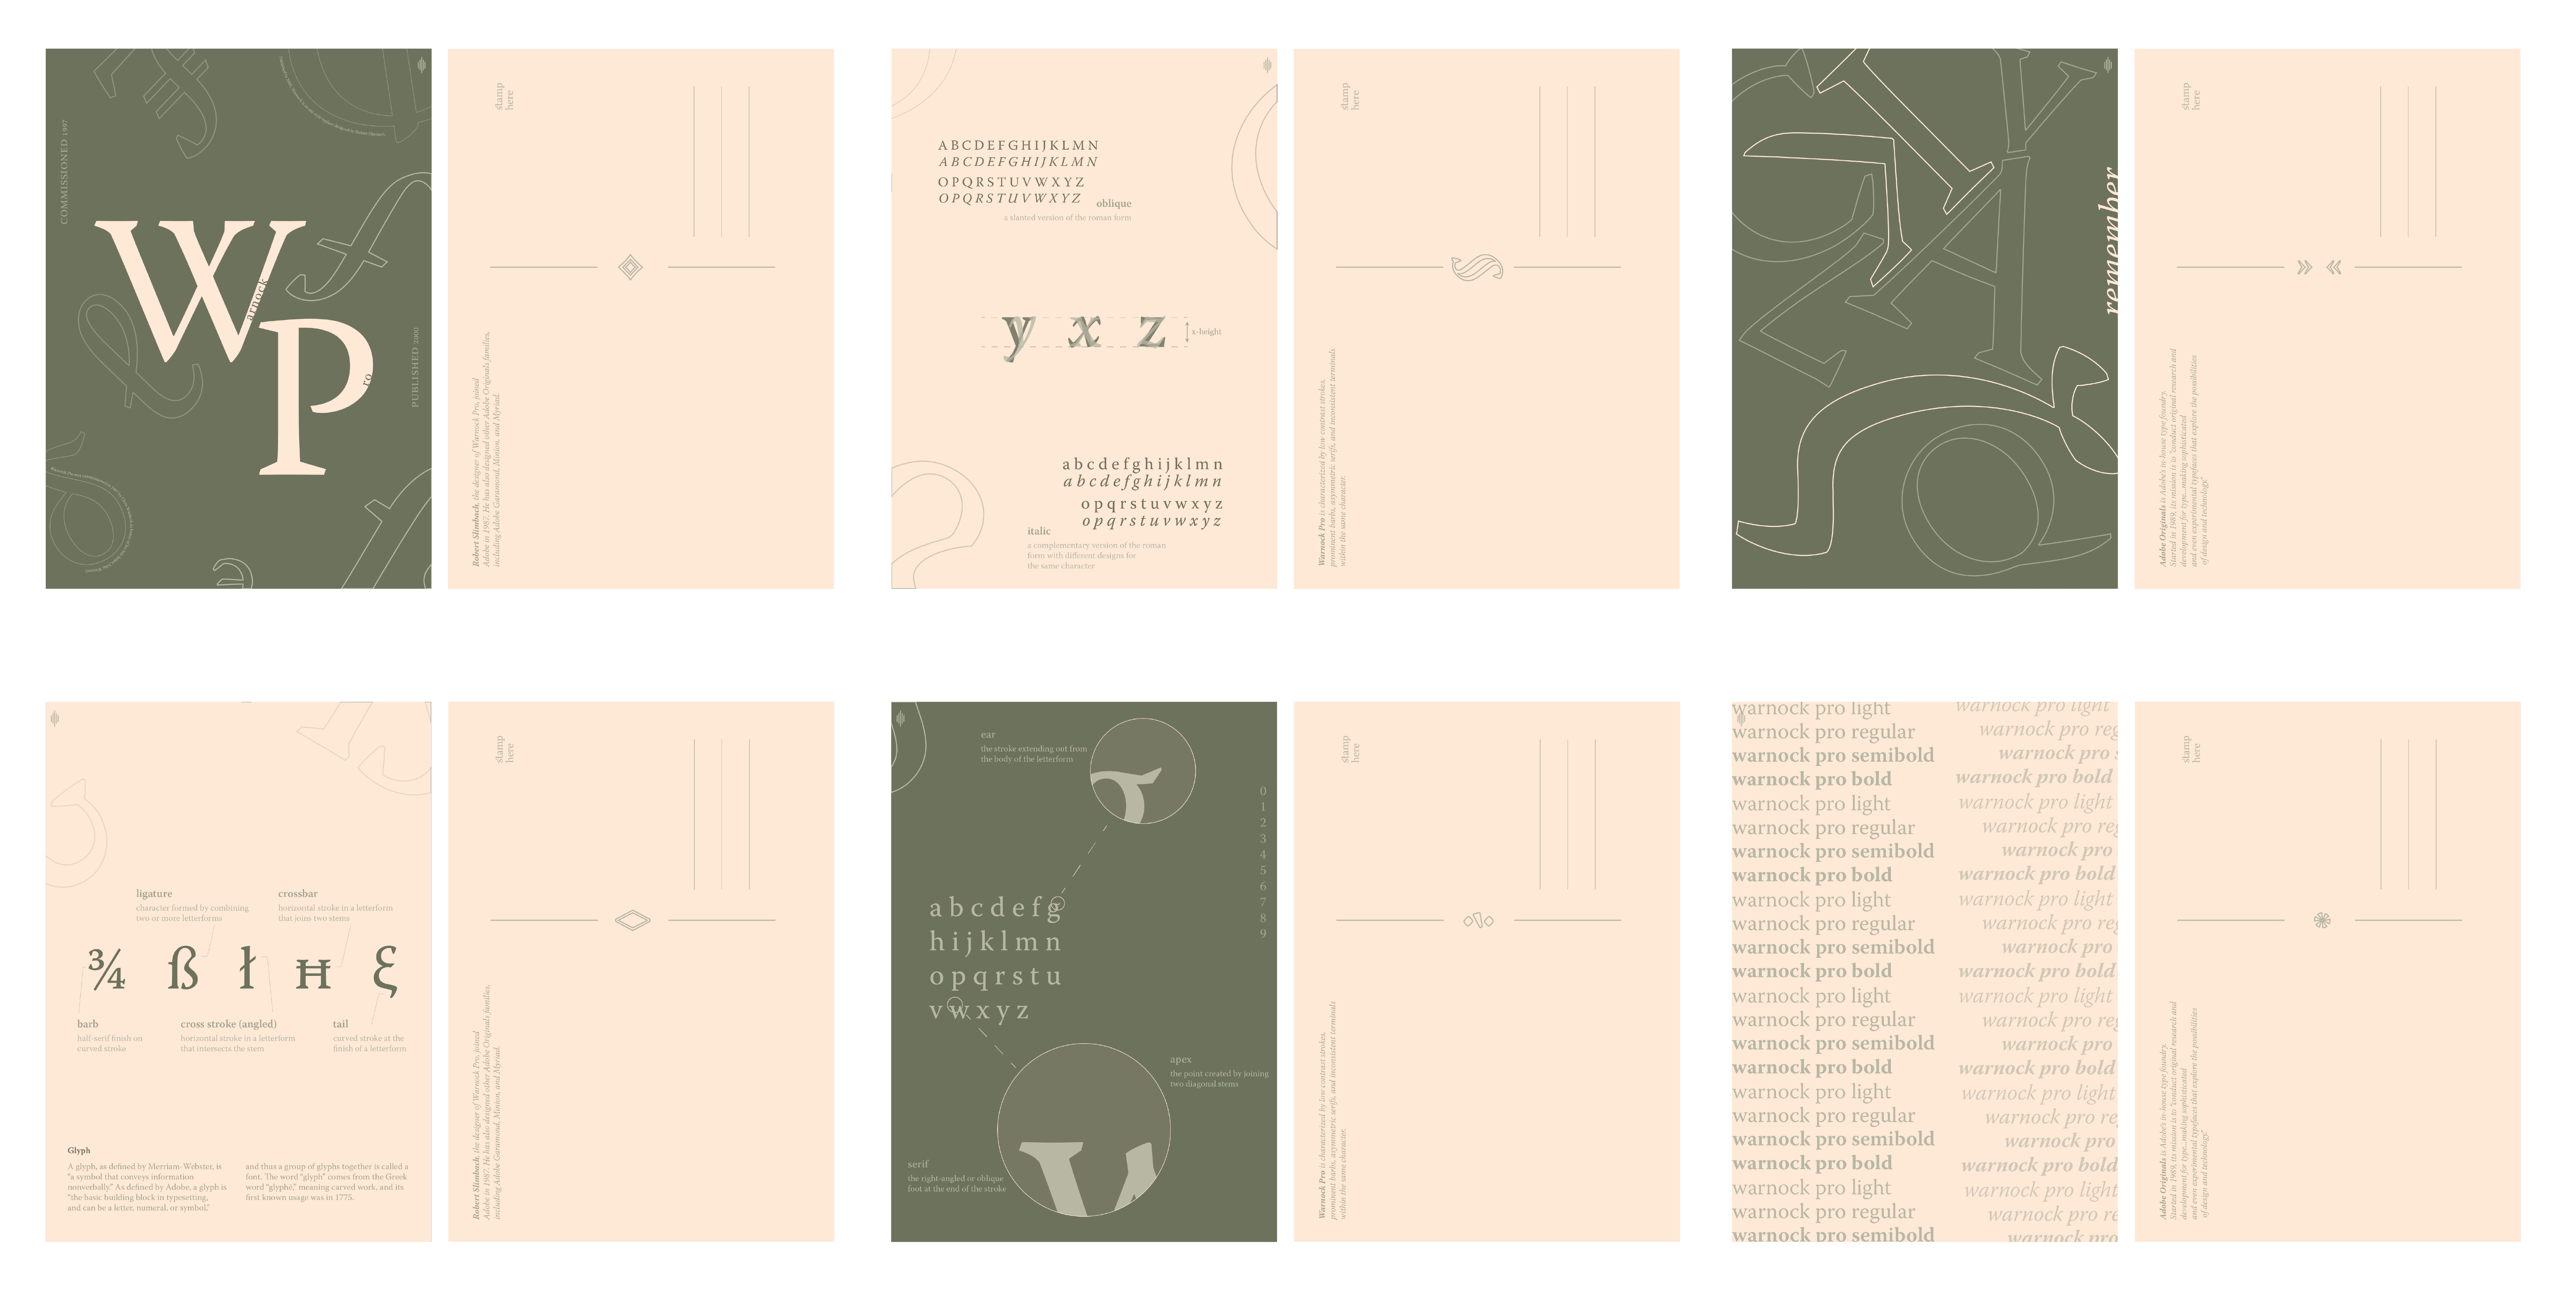 COMMISSIONED 1997
W
arnock
P
ro
PUBLISHED 2000
stamp
here
Robert Slimbach, the designer of Warnock Pro, joined
Adobe in 1987. He has also designed other Adobe Originals families,
including Adobe Garamond, Minion, and Myriad.
ABCDEFGHIJKLMN
ABCDEFGHIJKLMN
OPQRSTUVWXYZ
OPQRSTUVWXYZ
oblique
a slanted version of the roman form
y x z
x-height
abcdefghijklmn
abcdefghijklmn
opqrstuvwxyz
opqrstuvwxyz
italic
a complementary version of the roman
form with different designs for
the same character
stamp
here
Warnock Pro is characterized by low contrast strokes,
prominent barbs, asymmetric serifs, and inconsistent terminals
within the same character.
remember
stamp
here
Adobe Originals is Adobe's in-house type foundry.
Started in 1989, its mission is to "conduct original research and
development for type...making sophisticated
and even experimental typefaces that explore the possibilities
of design and technology."
ligature
character formed by combining
two or more letterforms
crossbar
horizontal stroke in a letterform
that joins two stems
¾ ß ł ĦĦ ξ
barb
half-serif finish on
curved stroke
cross stroke (angled)
horizontal stroke in a letterform
that intersects the stem
tail
curved stroke at the
finish of a letterform
Glyph
A glyph, as defined by Merriam-Webster, is
"a symbol that conveys information
nonverbally." As defined by Adobe, a glyph is
"the basic building block in typesetting,
and can be a letter, numeral, or symbol,"
and thus a group of glyphs together is called a
font. The word "glyph" comes from the Greek
word "glyphē," meaning carved work, and its
first known usage was in 1775.
stamp
here
Robert Slimbach, the designer of Warnock Pro, joined
Adobe in 1987. He has also designed other Adobe Originals families,
including Adobe Garamond, Minion, and Myriad.
ear
the stroke extending out from
the body of the letterform
0
1
2
3
4
5
6
7
8
9
abcdefg
hijklmn
opqrstu
vwxyz
apex
the point created by joining
two diagonal stems
serif
the right-angled or oblique
foot at the end of the stroke
stamp
here
Warnock Pro is characterized by low contrast strokes,
prominent barbs, asymmetric serifs, and inconsistent terminals
within the same character.
warnock pro light
warnock pro regular
warnock pro semibold
warnock pro bold
warnock pro light
warnock pro regular
warnock pro semibold
warnock pro bold
warnock pro light
warnock pro regular
warnock pro semibold
warnock pro bold
warnock pro light
warnock pro regular
warnock pro semibold
warnock pro bold
warnock pro light
warnock pro regular
warnock pro semibold
warnock pro bold
warnock pro light
warnock pro regular
warnock pro semibold
warnock pro light
warnock pro reg
warnock pro s
warnock pro bold
warnock pro light
warnock pro reg
warnock pro
warnock pro bold
warnock pro light
warnock pro reg
warnock pro
warnock pro bold
warnock pro light
warnock pro reg
warnock pro
warnock pro bold
warnock pro light
warnock pro re
warnock pro
warnock pro bold
warnock pro light
warnock pro re
warnock pro
stamp
here
Adobe Originals is Adobe's in-house type foundry.
Started in 1989, its mission is to "conduct original research and
development for type...making sophisticated
and even experimental typefaces that explore the possibilities
of design and technology."